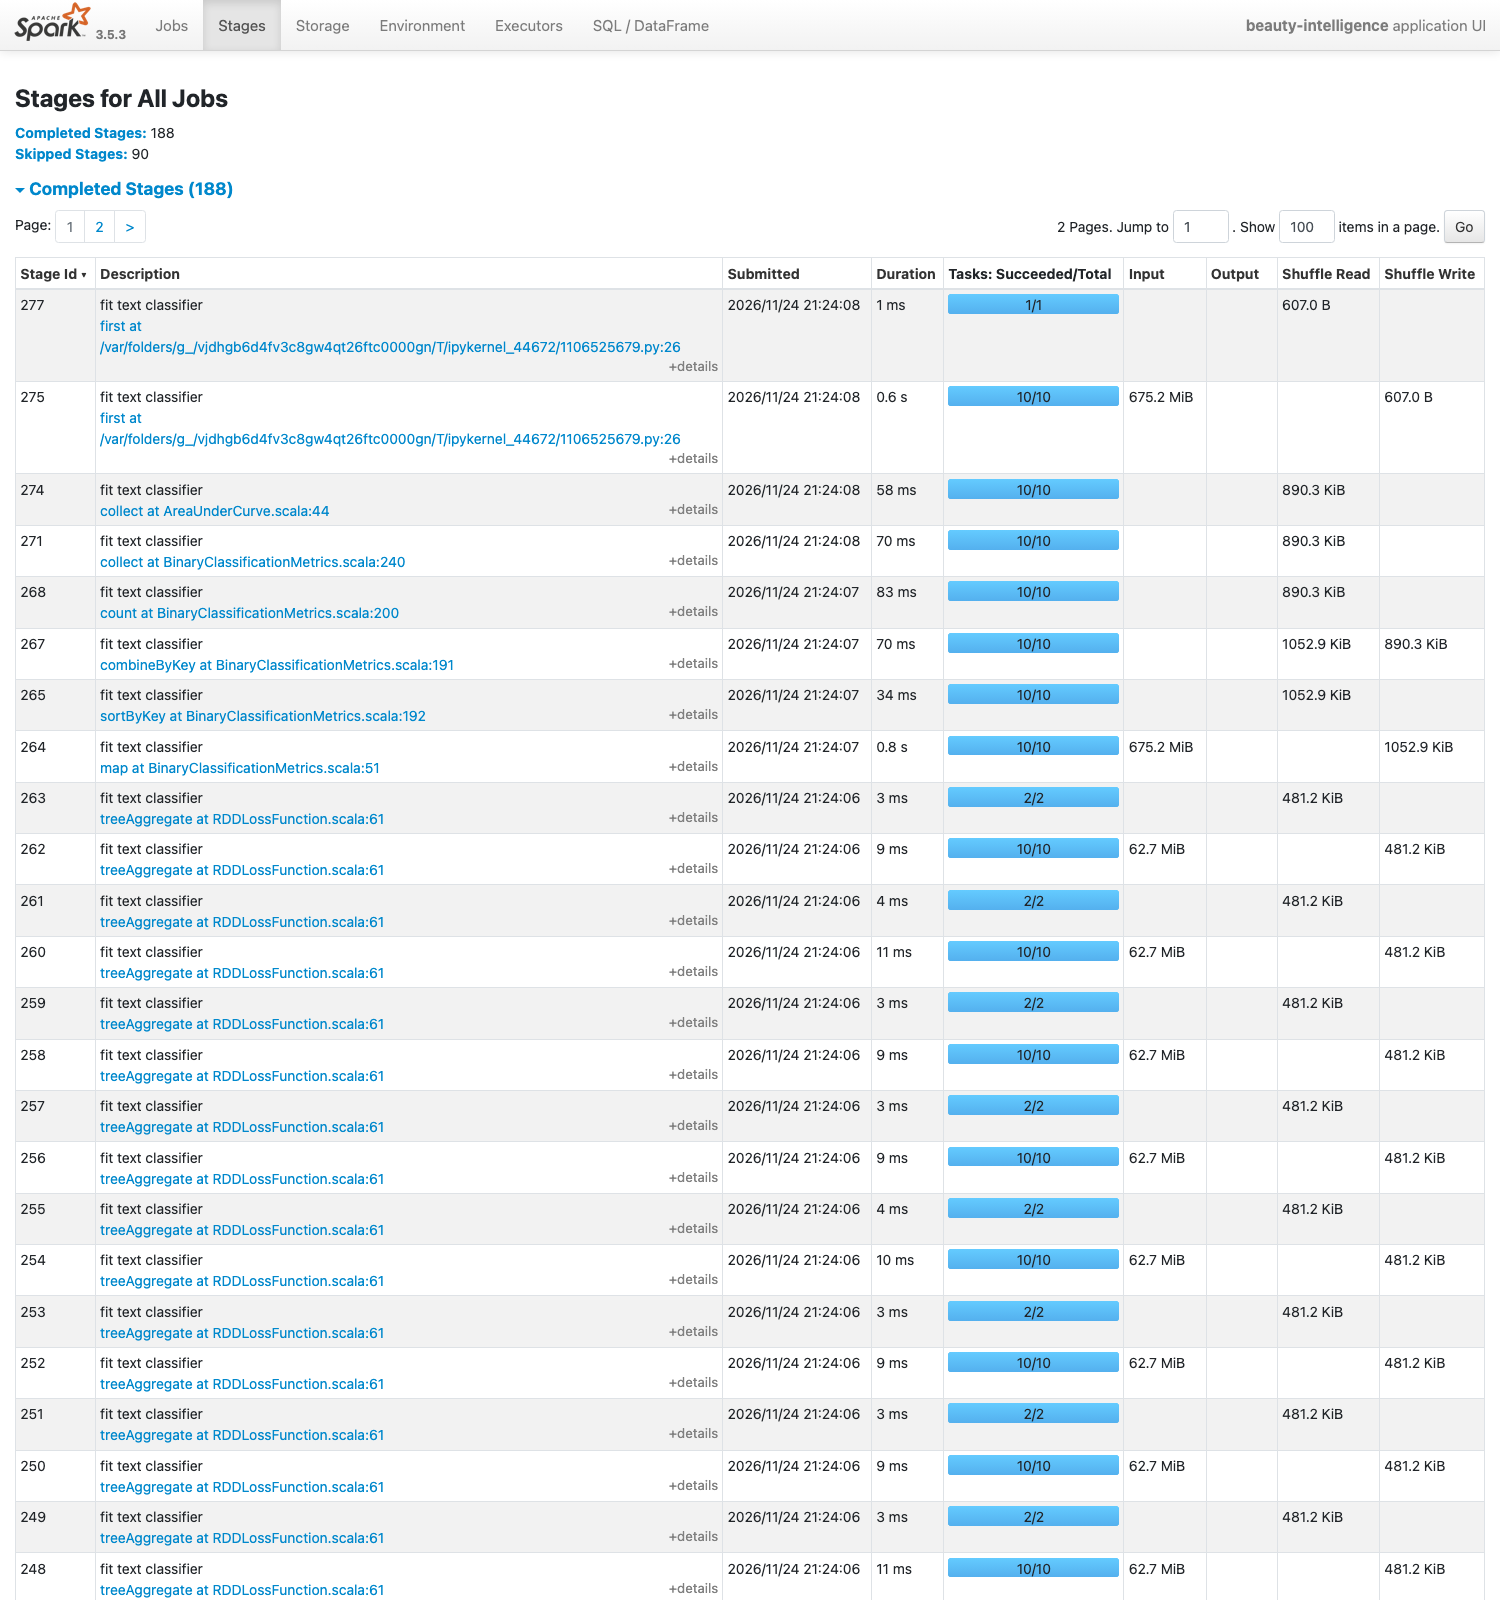 APACHE
Spark 3.5.3 Jobs Stages Storage Environment Executors SQL / DataFrame beauty-intelligence application UI
Stages for All Jobs
Completed Stages: 188
Skipped Stages: 90
Completed Stages (188)
Page: 1 2 > 2 Pages. Jump to 1 . Show 100 items in a page. Go
Stage Id ▾ Description Submitted Duration Tasks: Succeeded/Total Input Output Shuffle Read Shuffle Write
277 fit text classifier 2026/11/24 21:24:08 1 ms 1/1 607.0 B
first at
/var/folders/g_/vjdhgb6d4fv3c8gw4qt26ftc0000gn/T/ipykernel_44672/1106525679.py:26
+details
275 fit text classifier 2026/11/24 21:24:08 0.6 s 10/10 675.2 MiB 607.0 B
first at
/var/folders/g_/vjdhgb6d4fv3c8gw4qt26ftc0000gn/T/ipykernel_44672/1106525679.py:26
+details
274 fit text classifier 2026/11/24 21:24:08 58 ms 10/10 890.3 KiB
collect at AreaUnderCurve.scala:44 +details
271 fit text classifier 2026/11/24 21:24:08 70 ms 10/10 890.3 KiB
collect at BinaryClassificationMetrics.scala:240 +details
268 fit text classifier 2026/11/24 21:24:07 83 ms 10/10 890.3 KiB
count at BinaryClassificationMetrics.scala:200 +details
267 fit text classifier 2026/11/24 21:24:07 70 ms 10/10 1052.9 KiB 890.3 KiB
combineByKey at BinaryClassificationMetrics.scala:191 +details
265 fit text classifier 2026/11/24 21:24:07 34 ms 10/10 1052.9 KiB
sortByKey at BinaryClassificationMetrics.scala:192 +details
264 fit text classifier 2026/11/24 21:24:07 0.8 s 10/10 675.2 MiB 1052.9 KiB
map at BinaryClassificationMetrics.scala:51 +details
263 fit text classifier 2026/11/24 21:24:06 3 ms 2/2 481.2 KiB
treeAggregate at RDDLossFunction.scala:61 +details
262 fit text classifier 2026/11/24 21:24:06 9 ms 10/10 62.7 MiB 481.2 KiB
treeAggregate at RDDLossFunction.scala:61 +details
261 fit text classifier 2026/11/24 21:24:06 4 ms 2/2 481.2 KiB
treeAggregate at RDDLossFunction.scala:61 +details
260 fit text classifier 2026/11/24 21:24:06 11 ms 10/10 62.7 MiB 481.2 KiB
treeAggregate at RDDLossFunction.scala:61 +details
259 fit text classifier 2026/11/24 21:24:06 3 ms 2/2 481.2 KiB
treeAggregate at RDDLossFunction.scala:61 +details
258 fit text classifier 2026/11/24 21:24:06 9 ms 10/10 62.7 MiB 481.2 KiB
treeAggregate at RDDLossFunction.scala:61 +details
257 fit text classifier 2026/11/24 21:24:06 3 ms 2/2 481.2 KiB
treeAggregate at RDDLossFunction.scala:61 +details
256 fit text classifier 2026/11/24 21:24:06 9 ms 10/10 62.7 MiB 481.2 KiB
treeAggregate at RDDLossFunction.scala:61 +details
255 fit text classifier 2026/11/24 21:24:06 4 ms 2/2 481.2 KiB
treeAggregate at RDDLossFunction.scala:61 +details
254 fit text classifier 2026/11/24 21:24:06 10 ms 10/10 62.7 MiB 481.2 KiB
treeAggregate at RDDLossFunction.scala:61 +details
253 fit text classifier 2026/11/24 21:24:06 3 ms 2/2 481.2 KiB
treeAggregate at RDDLossFunction.scala:61 +details
252 fit text classifier 2026/11/24 21:24:06 9 ms 10/10 62.7 MiB 481.2 KiB
treeAggregate at RDDLossFunction.scala:61 +details
251 fit text classifier 2026/11/24 21:24:06 3 ms 2/2 481.2 KiB
treeAggregate at RDDLossFunction.scala:61 +details
250 fit text classifier 2026/11/24 21:24:06 9 ms 10/10 62.7 MiB 481.2 KiB
treeAggregate at RDDLossFunction.scala:61 +details
249 fit text classifier 2026/11/24 21:24:06 3 ms 2/2 481.2 KiB
treeAggregate at RDDLossFunction.scala:61 +details
248 fit text classifier 2026/11/24 21:24:06 11 ms 10/10 62.7 MiB 481.2 KiB
treeAggregate at RDDLossFunction.scala:61 +details